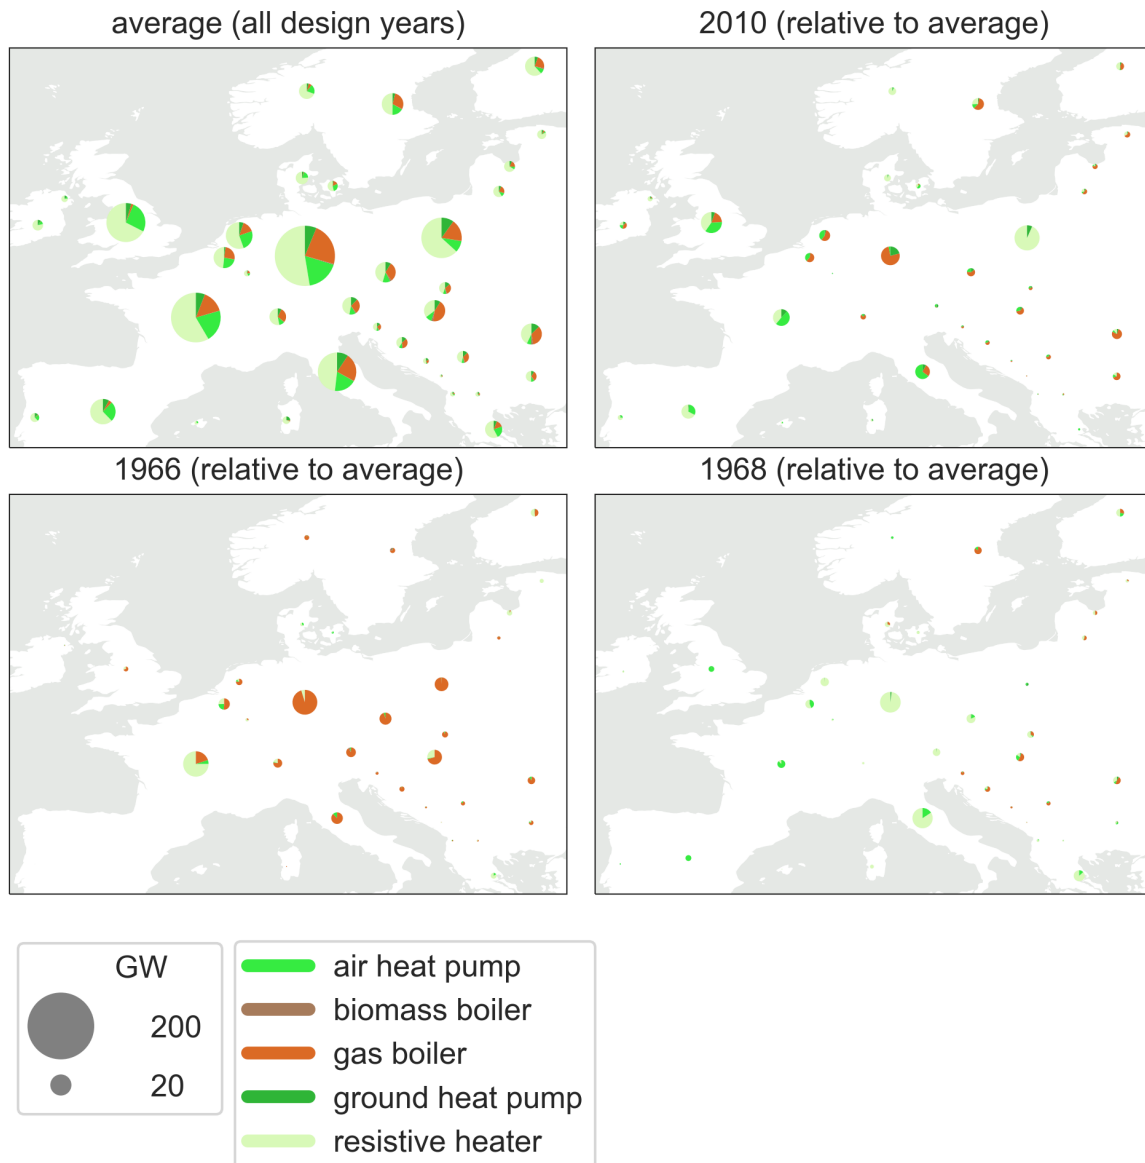 average (all design years)
2010 (relative to average)
1966 (relative to average)
1968 (relative to average)
GW
200
20
air heat pump
biomass boiler
gas boiler
ground heat pump
resistive heater